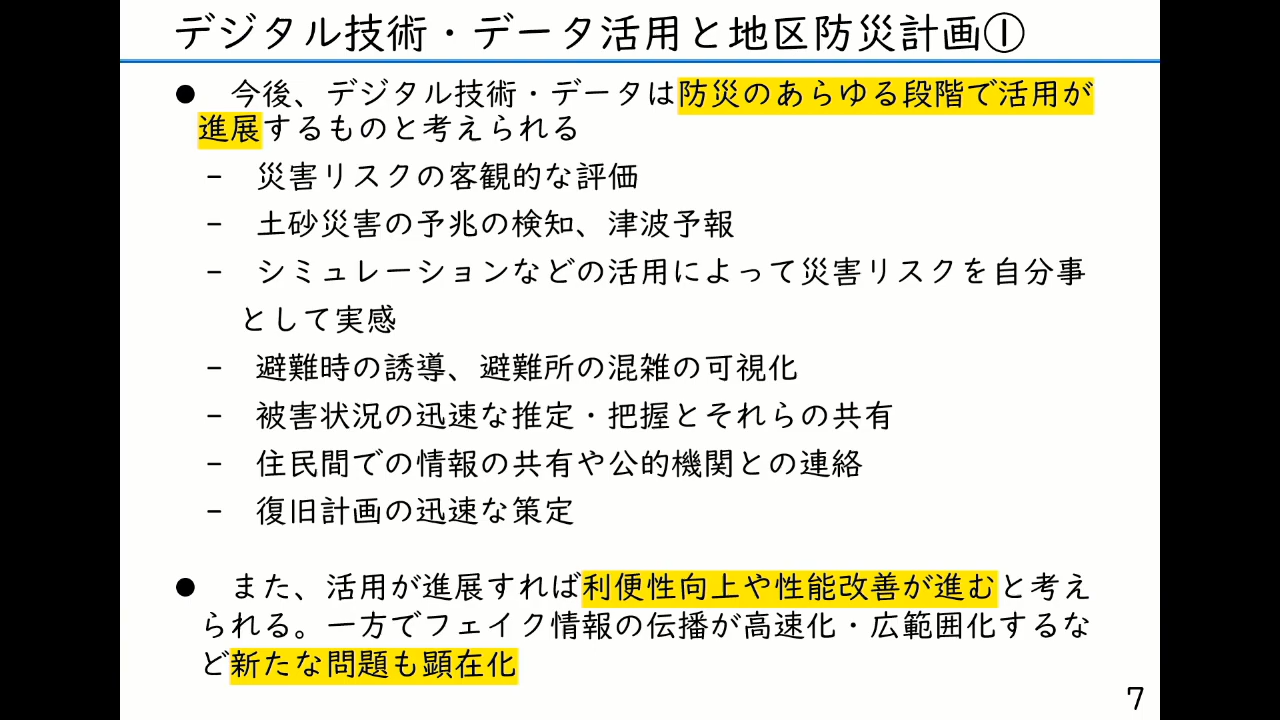 デジタル技術・データ活用と地区防災計画①
● 今後、デジタル技術・データは防災のあらゆる段階で活用が
進展するものと考えられる
− 災害リスクの客観的な評価
− 土砂災害の予兆の検知、津波予報
− シミュレーションなどの活用によって災害リスクを自分事
として実感
− 避難時の誘導、避難所の混雑の可視化
− 被害状況の迅速な推定・把握とそれらの共有
− 住民間での情報の共有や公的機関との連絡
− 復旧計画の迅速な策定
● また、活用が進展すれば利便性向上や性能改善が進むと考え
られる。一方でフェイク情報の伝播が高速化・広範囲化するな
ど新たな問題も顕在化
7